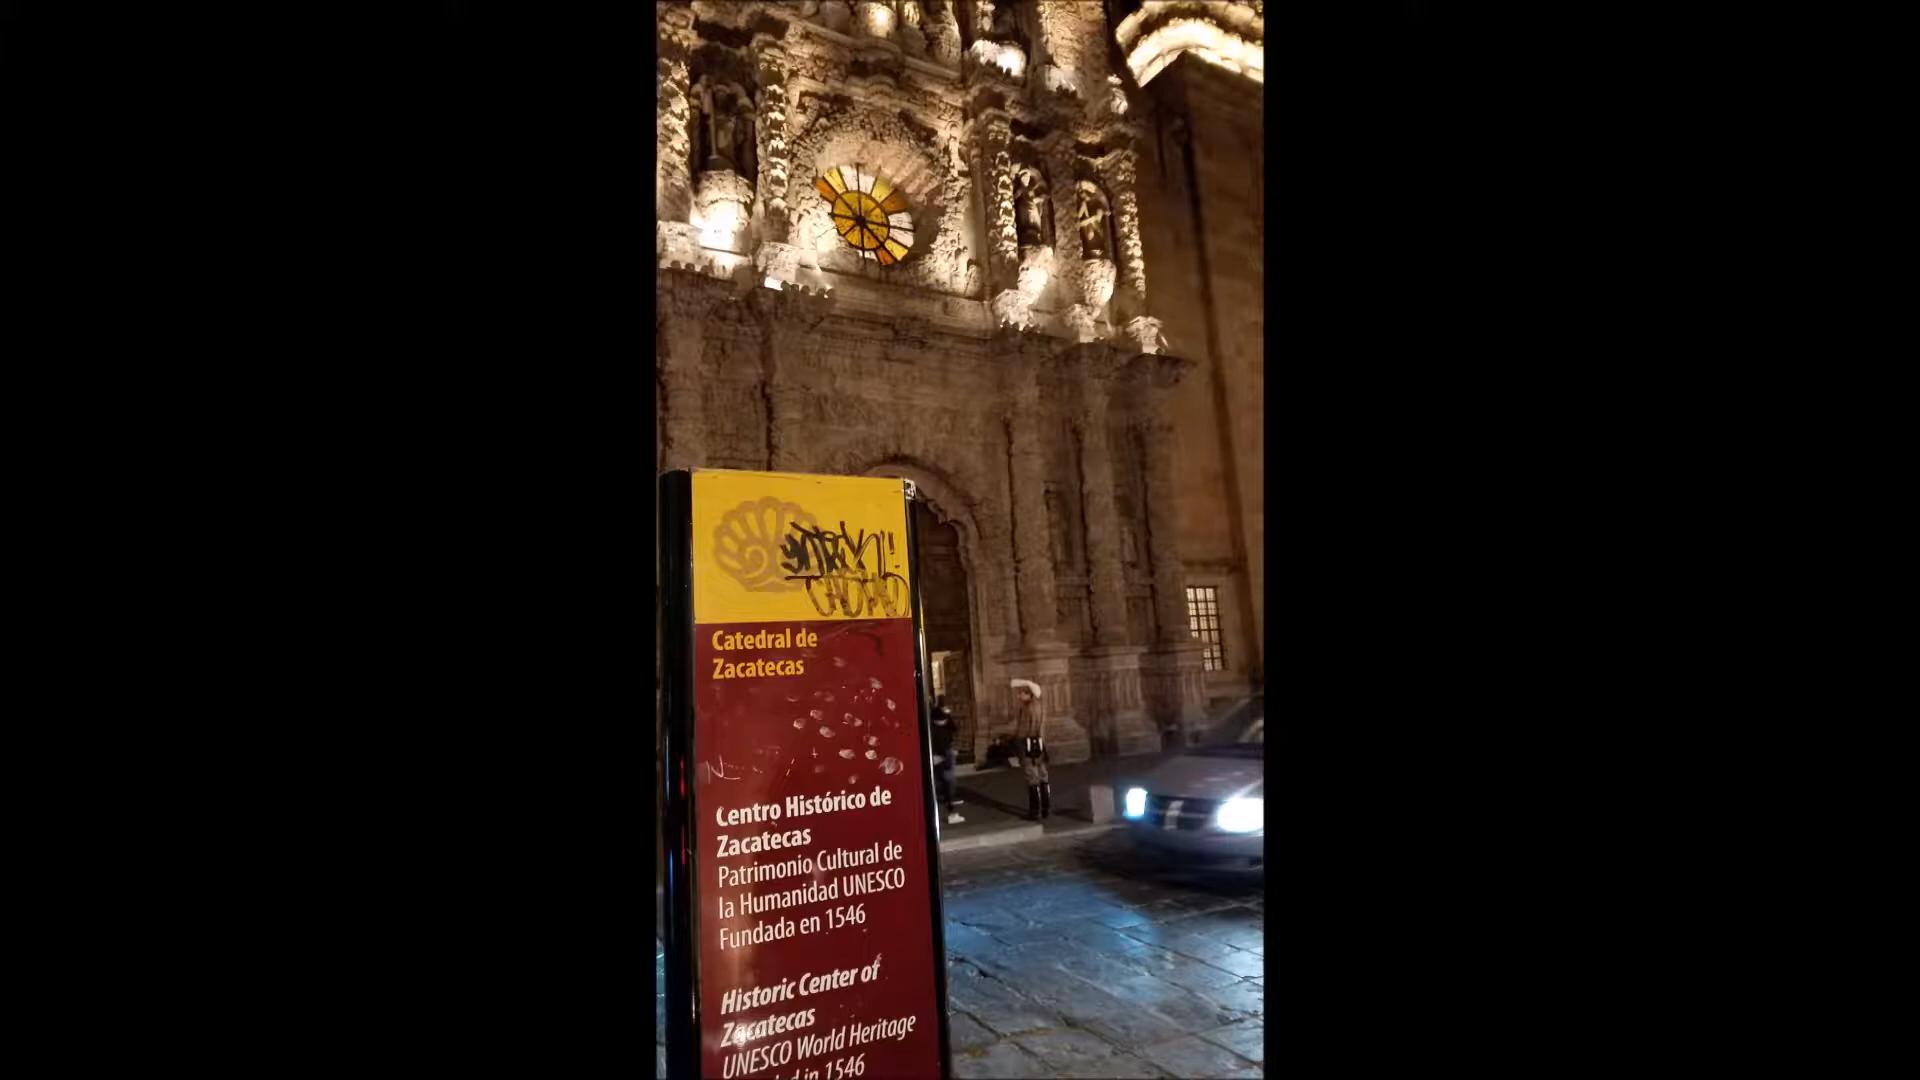 Catedral de
Zacatecas
Centro Histórico de
Zacatecas
Patrimonio Cultural de
la Humanidad UNESCO
Fundada en 1546
Historic Center of
Zacatecas
UNESCO World Heritage
in 1546